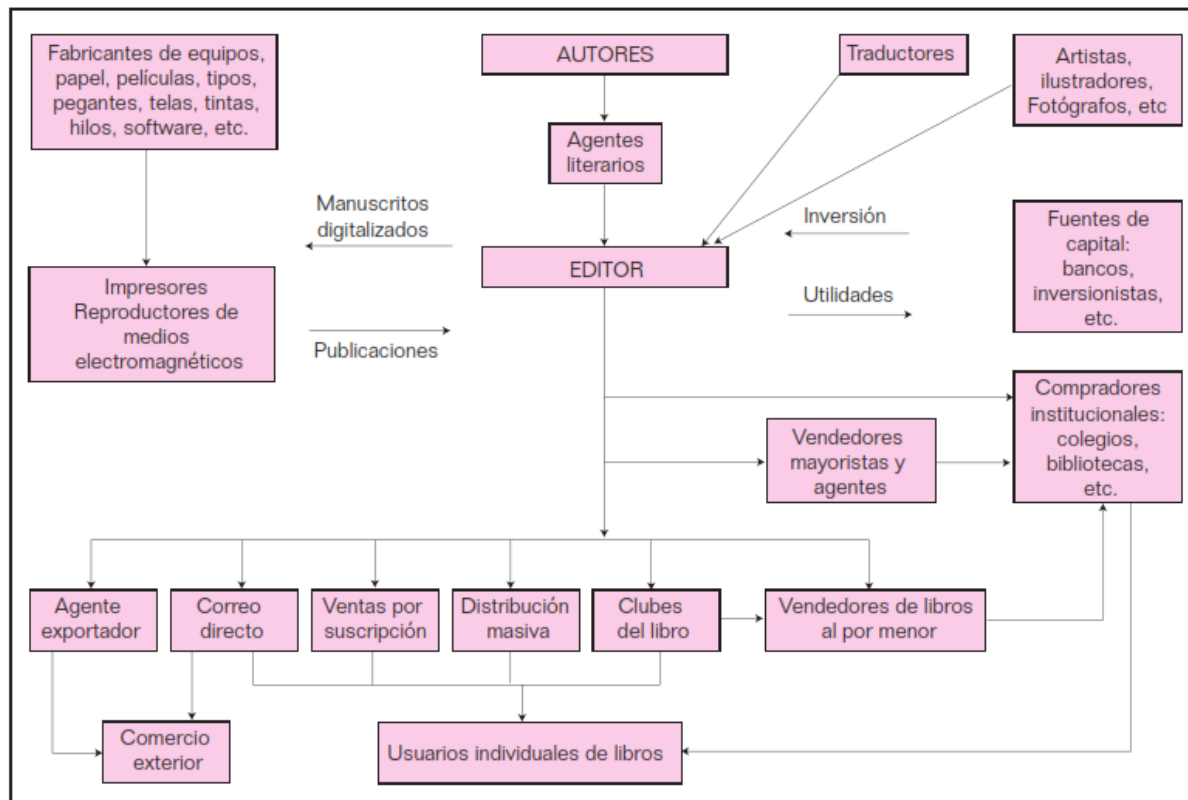 Fabricantes de equipos,
papel, películas, tipos,
pegantes, telas, tintas,
hilos, software, etc.
AUTORES
Traductores
Artistas,
ilustradores,
Fotógrafos, etc
Agentes
literarios
Manuscritos
digitalizados
Inversión
Fuentes de
capital:
bancos,
inversionistas,
etc.
EDITOR
Impresores
Reproductores de
medios
electromagnéticos
Utilidades
Publicaciones
Compradores
institucionales:
colegios,
bibliotecas,
etc.
Vendedores
mayoristas y
agentes
Agente
exportador
Correo
directo
Ventas por
suscripción
Distribución
masiva
Clubes
del libro
Vendedores de libros
al por menor
Comercio
exterior
Usuarios individuales de libros